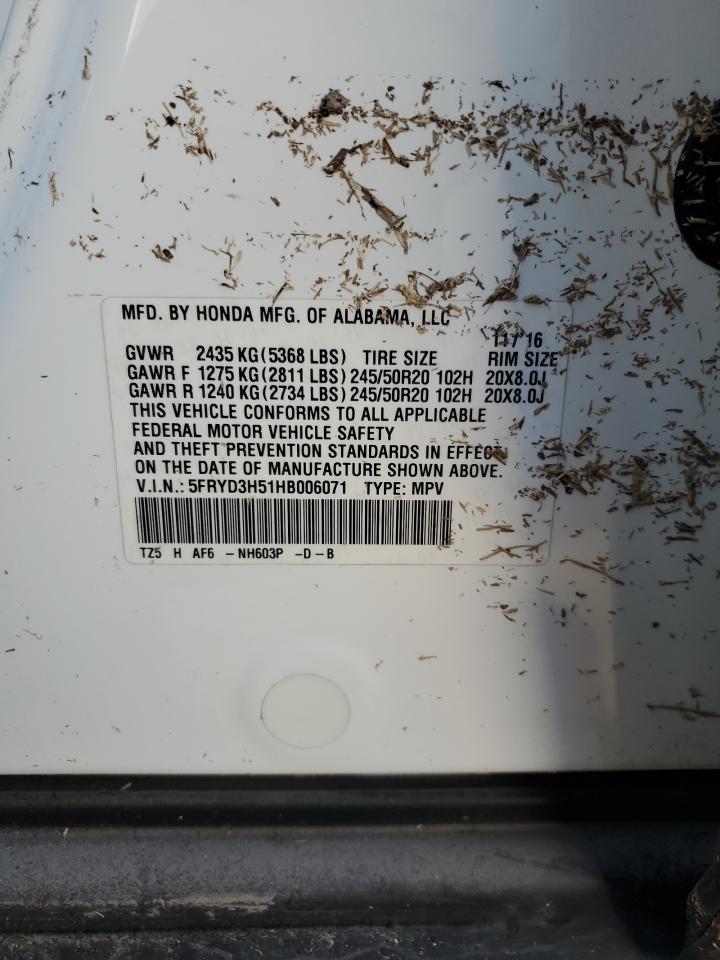 MFD. BY HONDA MFG. OF ALABAMA, LLC
11/16
GVWR 2435 KG(5368 LBS) TIRE SIZE RIM SIZE
GAWR F 1275 KG(2811 LBS) 245/50R20 102H 20X8.0J
GAWR R 1240 KG(2734 LBS) 245/50R20 102H 20X8.0J
THIS VEHICLE CONFORMS TO ALL APPLICABLE
FEDERAL MOTOR VEHICLE SAFETY
AND THEFT PREVENTION STANDARDS IN EFFECT
ON THE DATE OF MANUFACTURE SHOWN ABOVE.
V.I.N.: 5FRYD3H51HB006071 TYPE: MPV
TZ5 H AF6 -NH603P -D-B